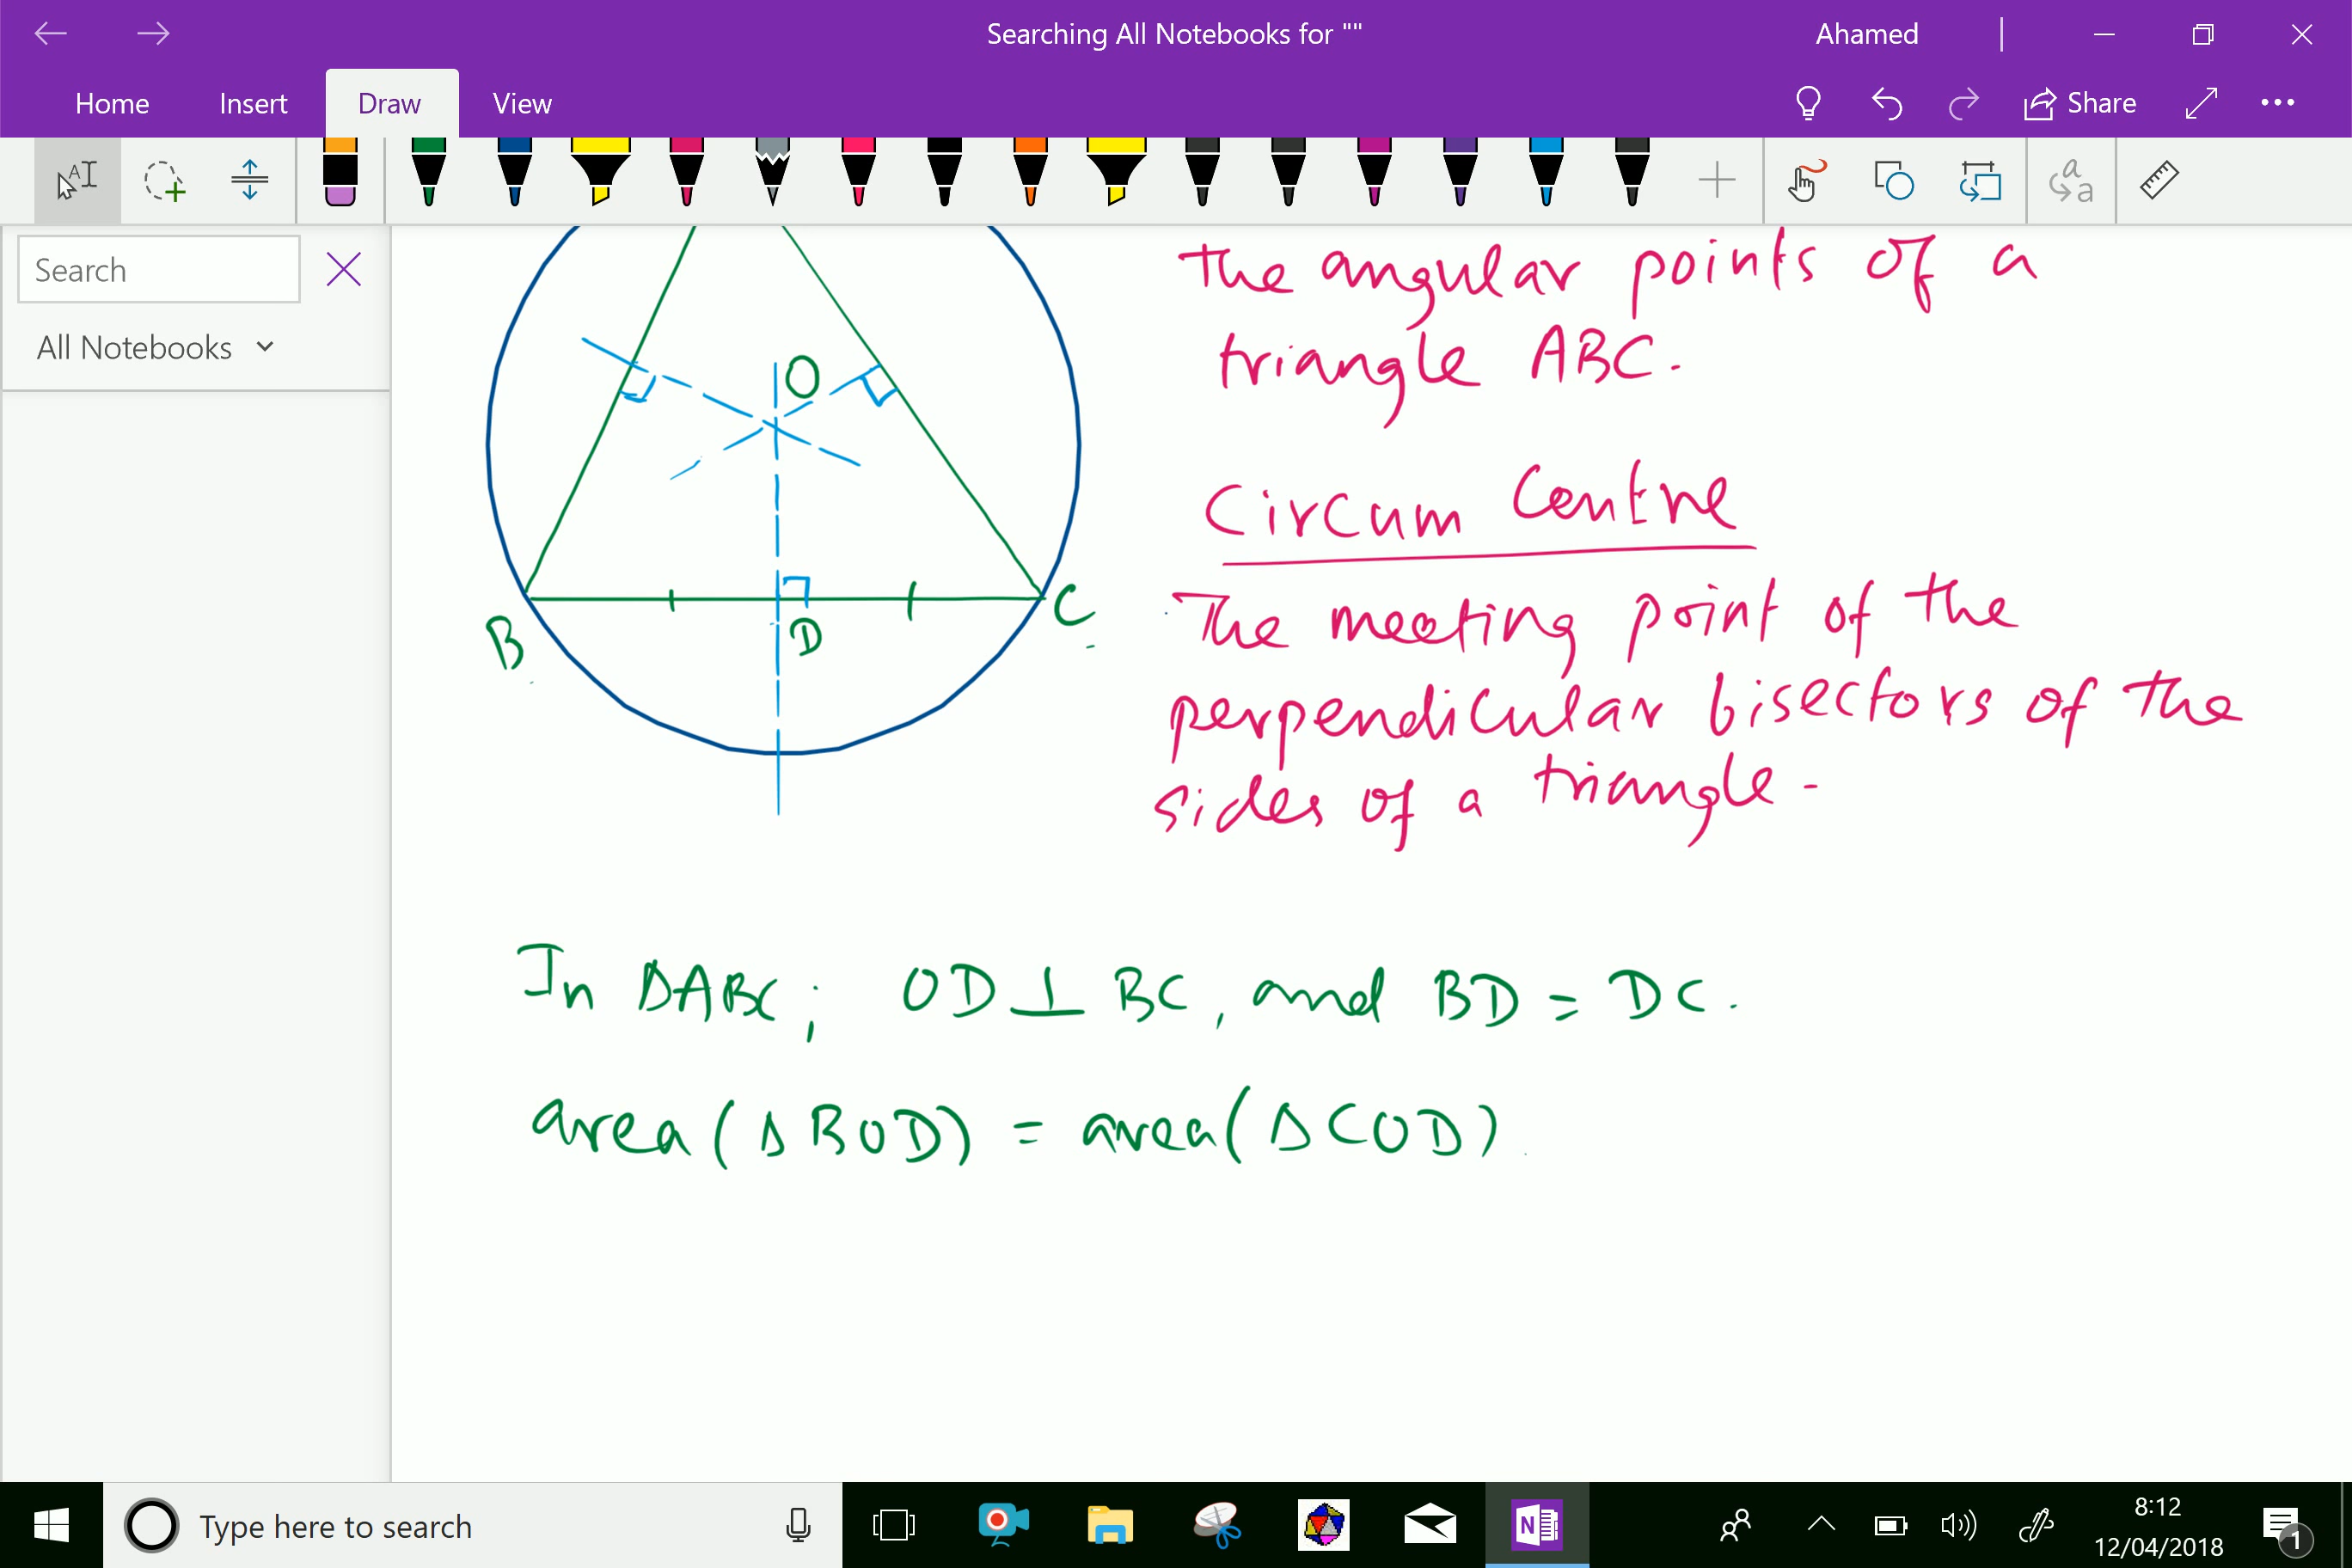 Searching All Notebooks for ""
Ahamed
Home Insert Draw View
Share
Search
All Notebooks
The angular points of a
triangle ABC.
O
Circum Centre
B D C
The meeting point of the
perpendicular bisectors of the
sides of a triangle.
In ΔABC; OD⊥BC, and BD = DC.
area(ΔBOD) = area(ΔCOD)
Type here to search
N
8:12
12/04/2018
1